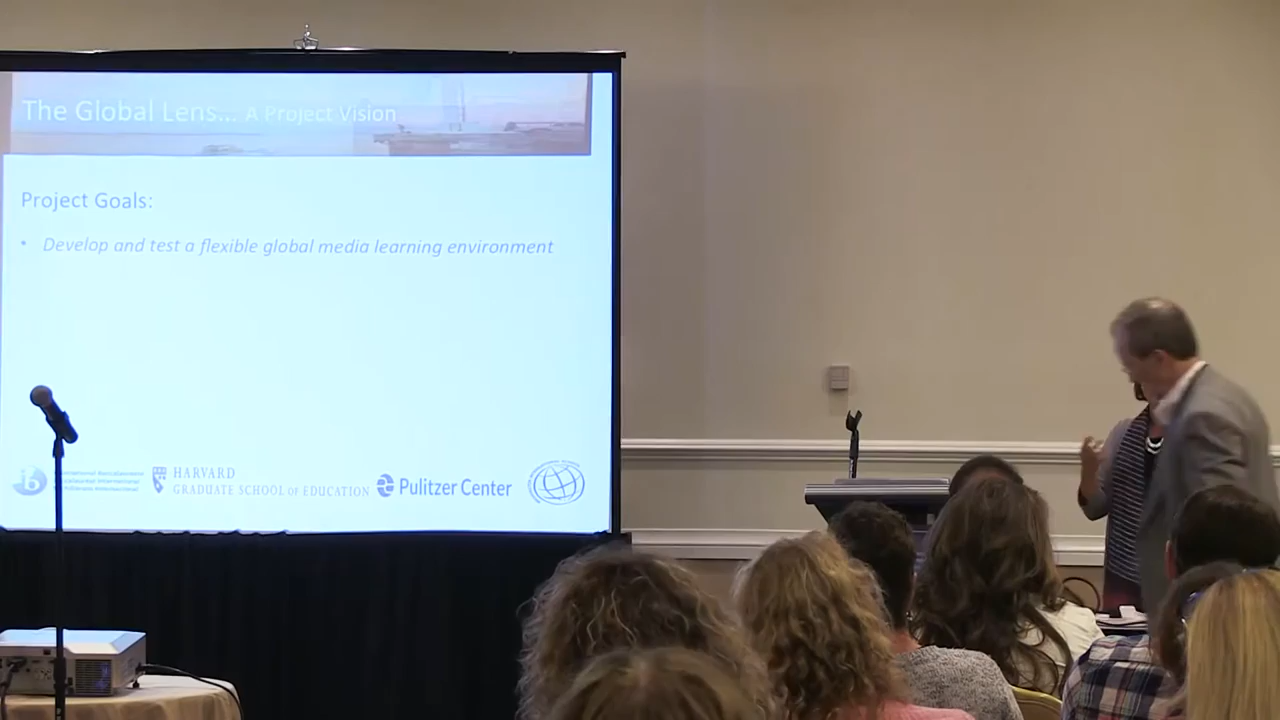 The Global Lens... A Project Vision
Project Goals:
• Develop and test a flexible global media learning environment
HARVARD
GRADUATE SCHOOL of EDUCATION
Pulitzer Center